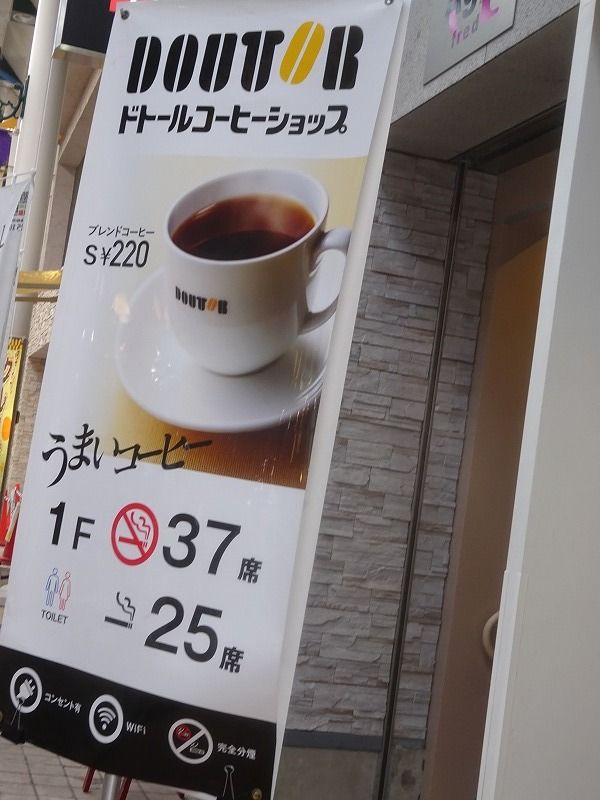 DOUTOR
ドトールコーヒーショップ
ブレンドコーヒー
S ¥220
DOUTOR
うまいコーヒー
1F 37席
TOILET
25席
コンセント有
WiFi
完全分煙
fred